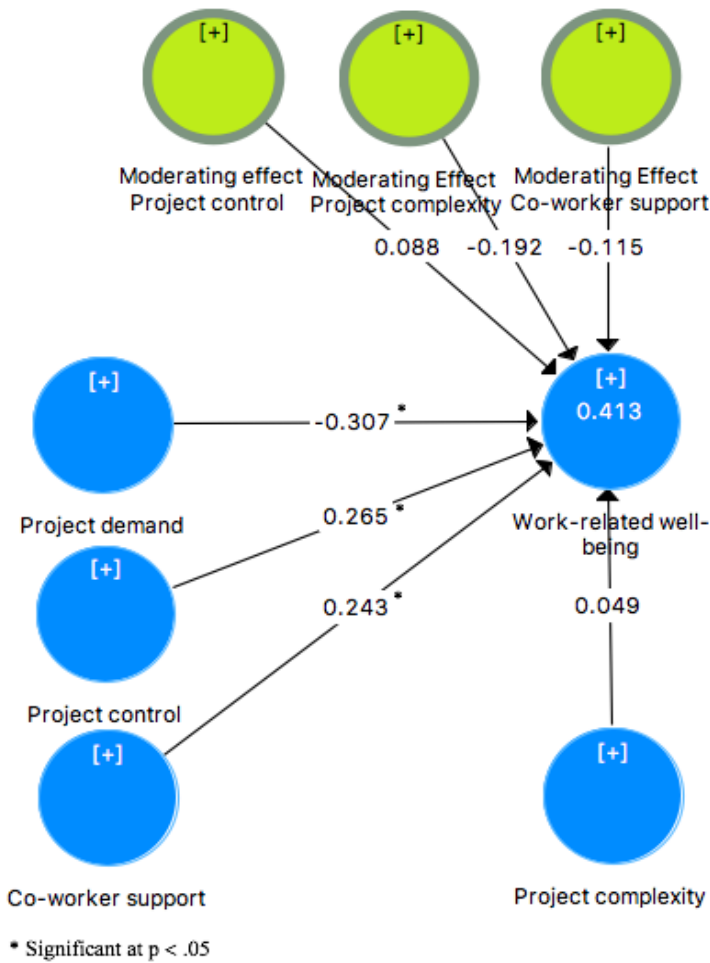 [+]
[+]
[+]
Moderating effect
Project control
Moderating Effect
Project complexity
Moderating Effect
Co-worker support
0.088
-0.192
-0.115
[+]
Project demand
-0.307 *
[+]
0.413
Work-related well-
being
[+]
Project control
0.265 *
[+]
Co-worker support
0.243 *
0.049
[+]
Project complexity
* Significant at p < .05